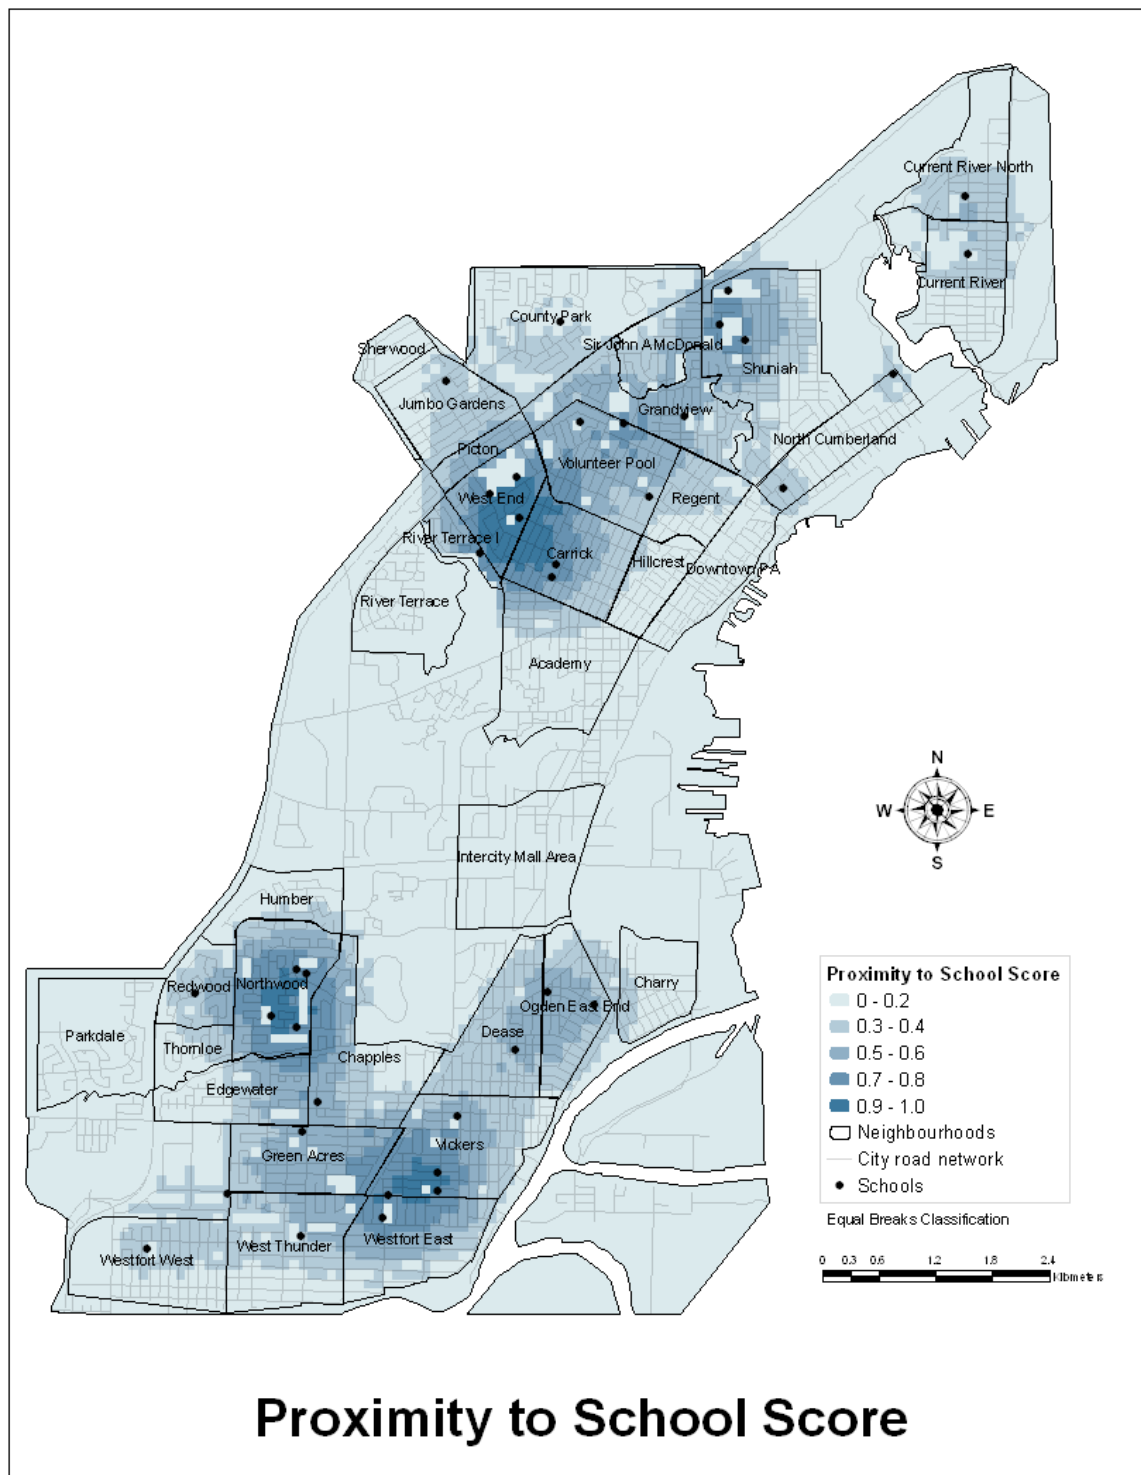 Current River North
Current River
County Park
Sir John A McDonald
Sherwood
Shuniah
Jumbo Gardens
Grandview
North Cumberland
Picton
Volunteer Pool
West End
Regent
River Terrace I
Carrick
Hillcrest
Downtown PA
River Terrace
Academy
N
W
E
S
Intercity Mall Area
Humber
Redwood
Northwood
Charry
Ogden East End
Parkdale
Dease
Thornloe
Chapples
Edgewater
Vickers
Green Acres
West Thunder
Westfort East
Westfort West
Proximity to School Score
0 - 0.2
0.3 - 0.4
0.5 - 0.6
0.7 - 0.8
0.9 - 1.0
Neighbourhoods
City road network
Schools
Equal Breaks Classification
0 0.3 0.6 1.2 1.8 2.4
Kilometers
Proximity to School Score